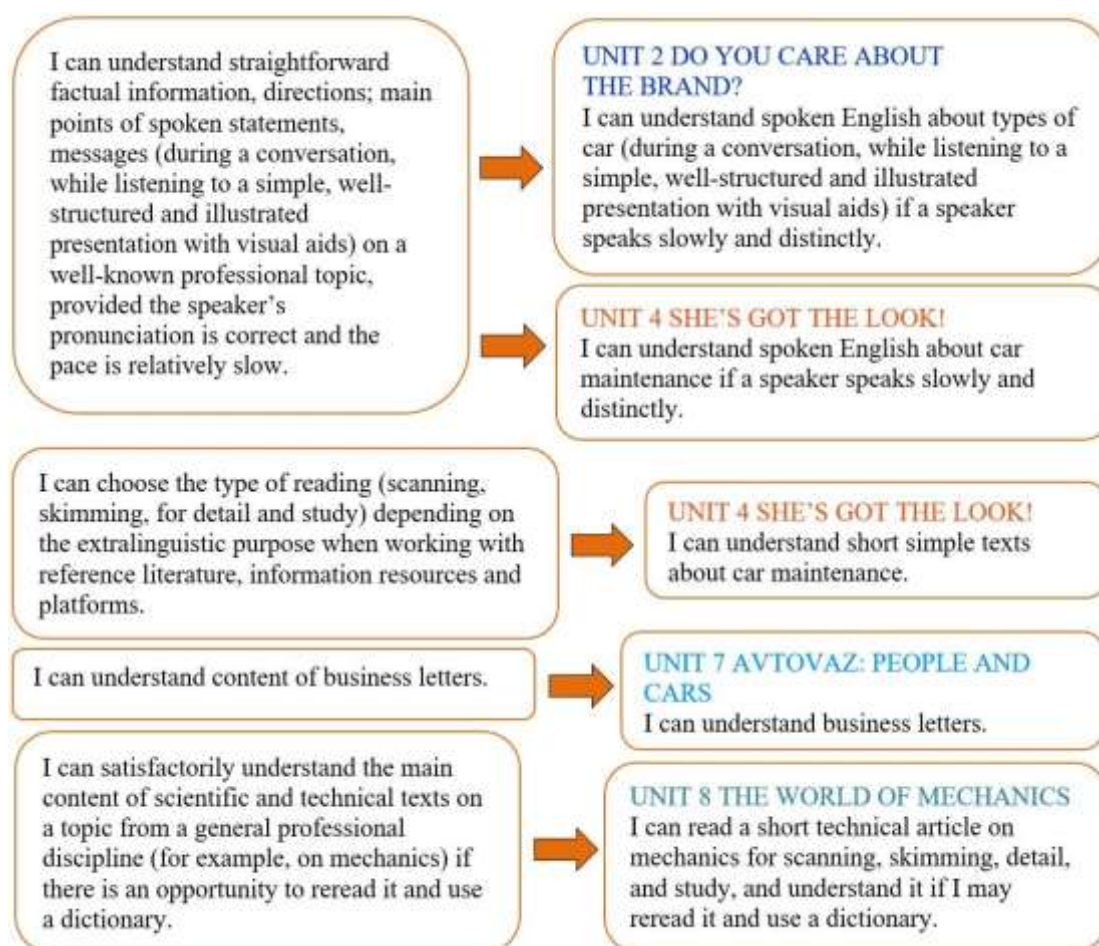 I can understand straightforward
factual information, directions; main
points of spoken statements,
messages (during a conversation,
while listening to a simple, well-
structured and illustrated
presentation with visual aids) on a
well-known professional topic,
provided the speaker's
pronunciation is correct and the
pace is relatively slow.
UNIT 2 DO YOU CARE ABOUT
THE BRAND?
I can understand spoken English about types of
car (during a conversation, while listening to a
simple, well-structured and illustrated
presentation with visual aids) if a speaker
speaks slowly and distinctly.
UNIT 4 SHE'S GOT THE LOOK!
I can understand spoken English about car
maintenance if a speaker speaks slowly and
distinctly.
I can choose the type of reading (scanning,
skimming, for detail and study) depending on
the extralinguistic purpose when working with
reference literature, information resources and
platforms.
UNIT 4 SHE'S GOT THE LOOK!
I can understand short simple texts
about car maintenance.
I can understand content of business letters.
UNIT 7 AVTOVAZ: PEOPLE AND
CARS
I can understand business letters.
I can satisfactorily understand the main
content of scientific and technical texts on
a topic from a general professional
discipline (for example, on mechanics) if
there is an opportunity to reread it and use
a dictionary.
UNIT 8 THE WORLD OF MECHANICS
I can read a short technical article on
mechanics for scanning, skimming, detail,
and study, and understand it if I may
reread it and use a dictionary.